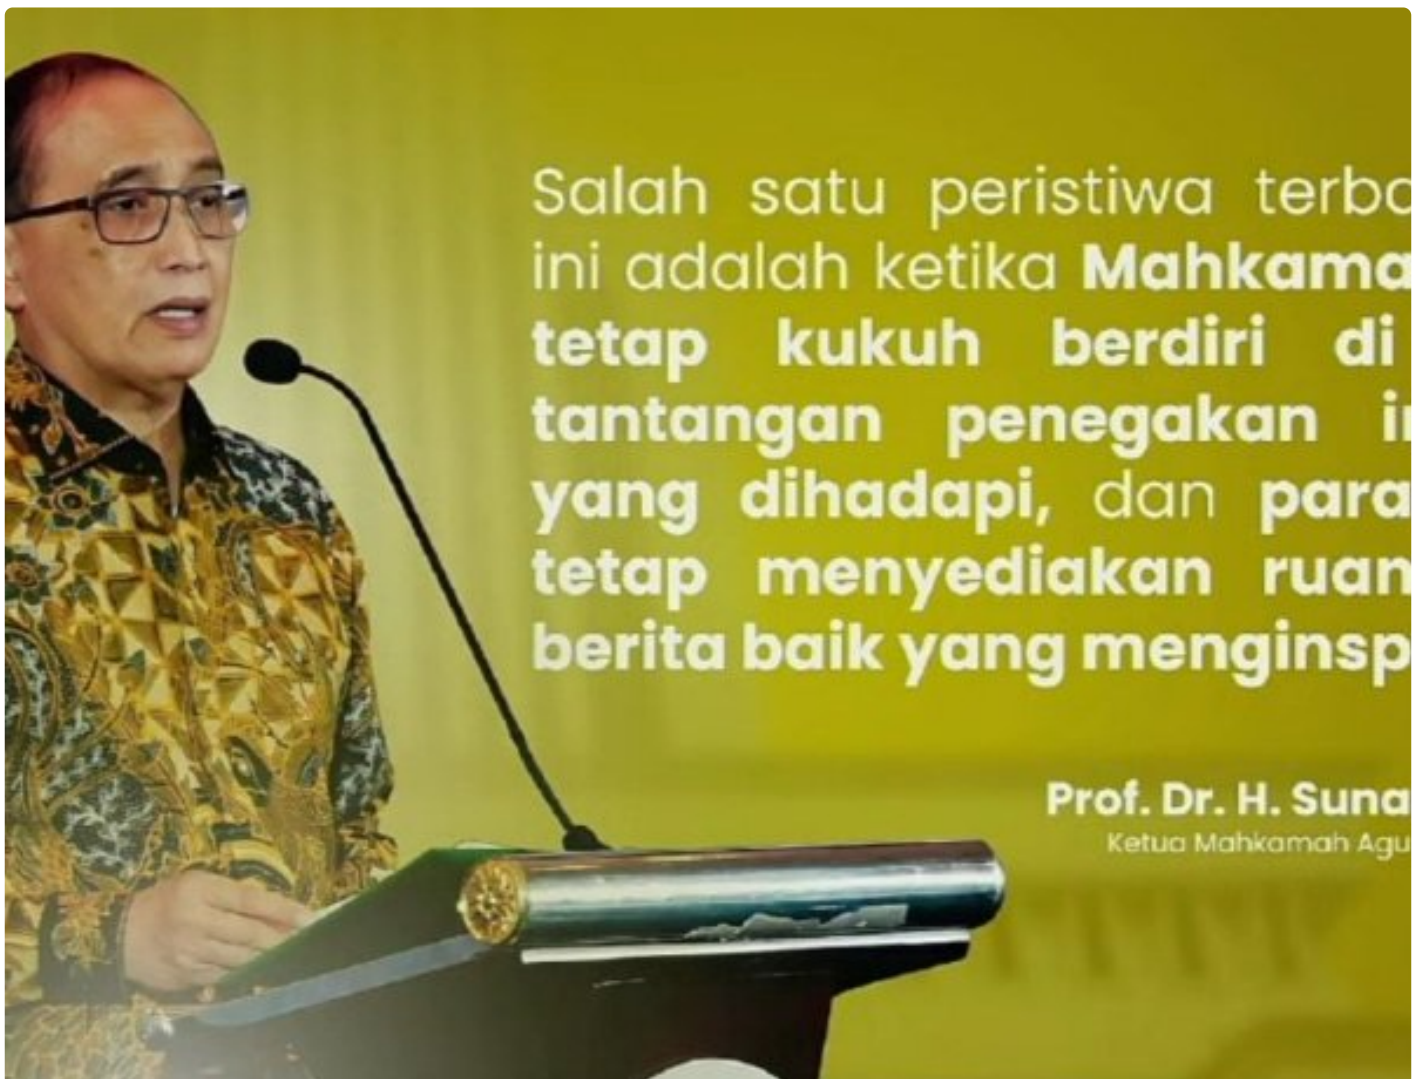 Salah satu peristiwa terba
ini adalah ketika Mahkama
tetap kukuh berdiri di
tantangan penegakan in
yang dihadapi, dan para
tetap menyediakan ruan
berita baik yang menginsp
Prof. Dr. H. Suna
Ketua Mahkamah Agu